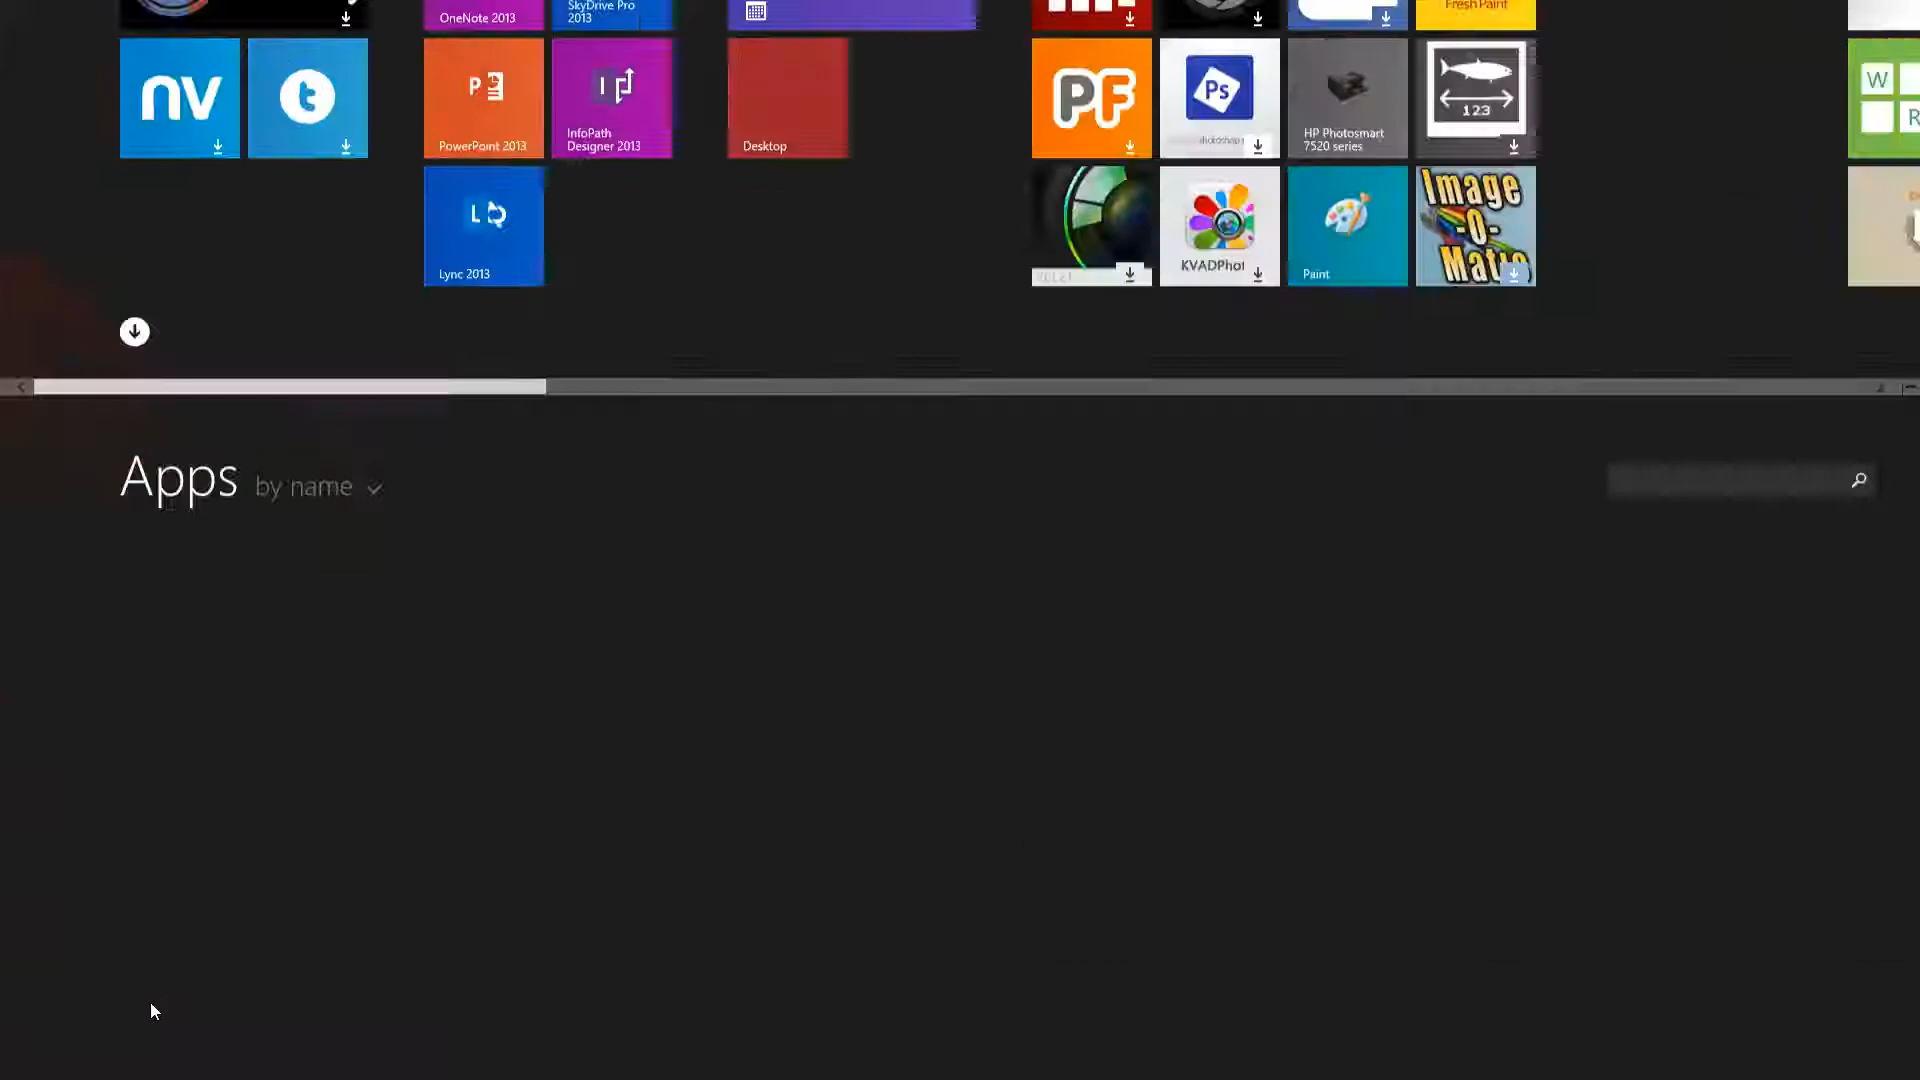 OneNote 2013
SkyDrive Pro
2013
Fresh Paint
nv
t
P
PowerPoint 2013
I
InfoPath
Designer 2013
Desktop
PF
Ps
HP Photosmart
7520 series
123
W
R
L
Lync 2013
KVADPhot
Paint
Image
-O-
Matic
Apps by name